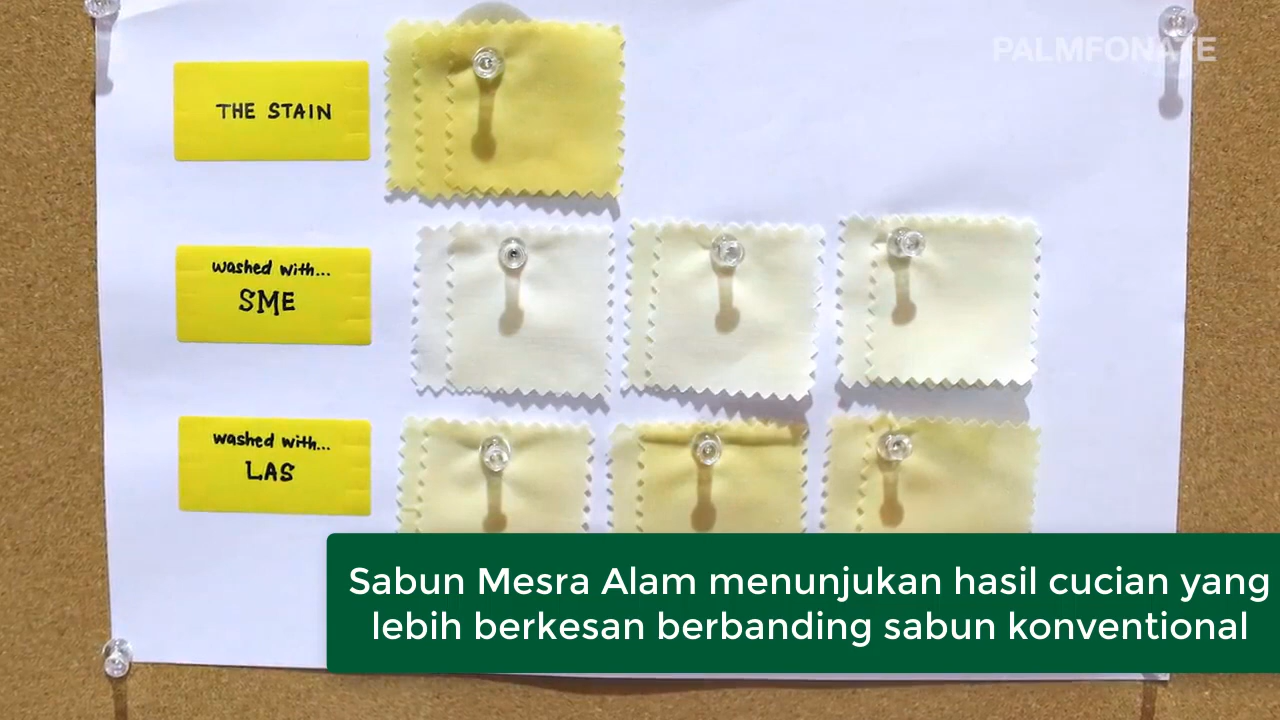 PALMFONATE
THE STAIN
washed with...
SME
washed with...
LAS
Sabun Mesra Alam menunjukan hasil cucian yang
lebih berkesan berbanding sabun konventional